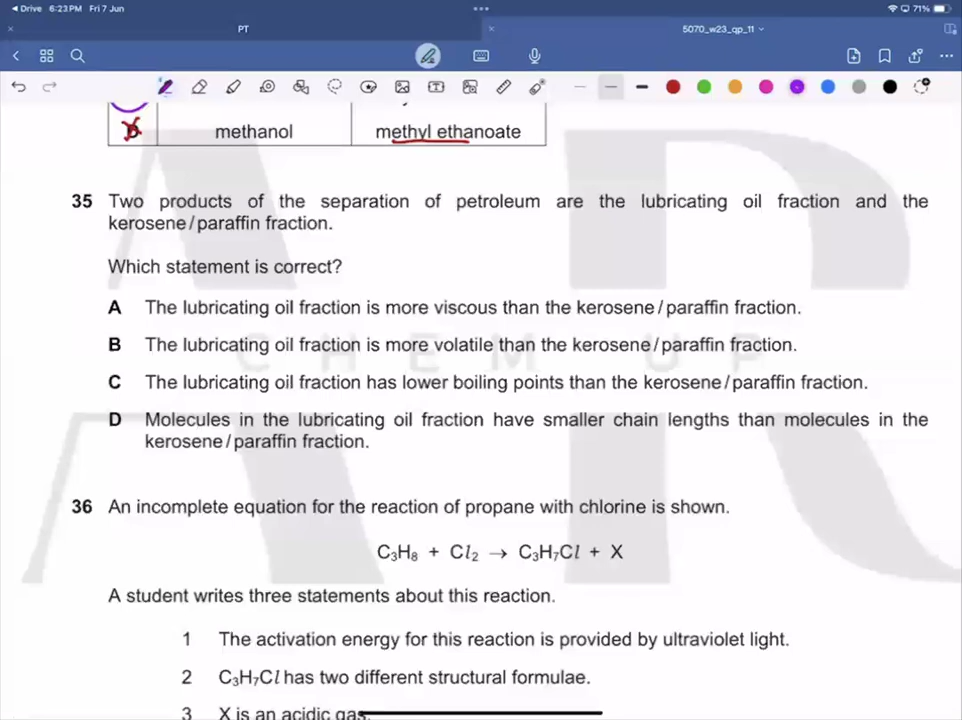 Drive 6:23 PM Fri 7 Jun 71%
PT 5070_w23_qp_11
D methanol methyl ethanoate
35 Two products of the separation of petroleum are the lubricating oil fraction and the
kerosene/paraffin fraction.
Which statement is correct?
A The lubricating oil fraction is more viscous than the kerosene/paraffin fraction.
B The lubricating oil fraction is more volatile than the kerosene/paraffin fraction.
CHEM UP
C The lubricating oil fraction has lower boiling points than the kerosene/paraffin fraction.
D Molecules in the lubricating oil fraction have smaller chain lengths than molecules in the
kerosene/paraffin fraction.
AR
36 An incomplete equation for the reaction of propane with chlorine is shown.
C₃H₈ + Cl₂ → C₃H₇Cl + X
A student writes three statements about this reaction.
1 The activation energy for this reaction is provided by ultraviolet light.
2 C₃H₇Cl has two different structural formulae.
3 X is an acidic gas.